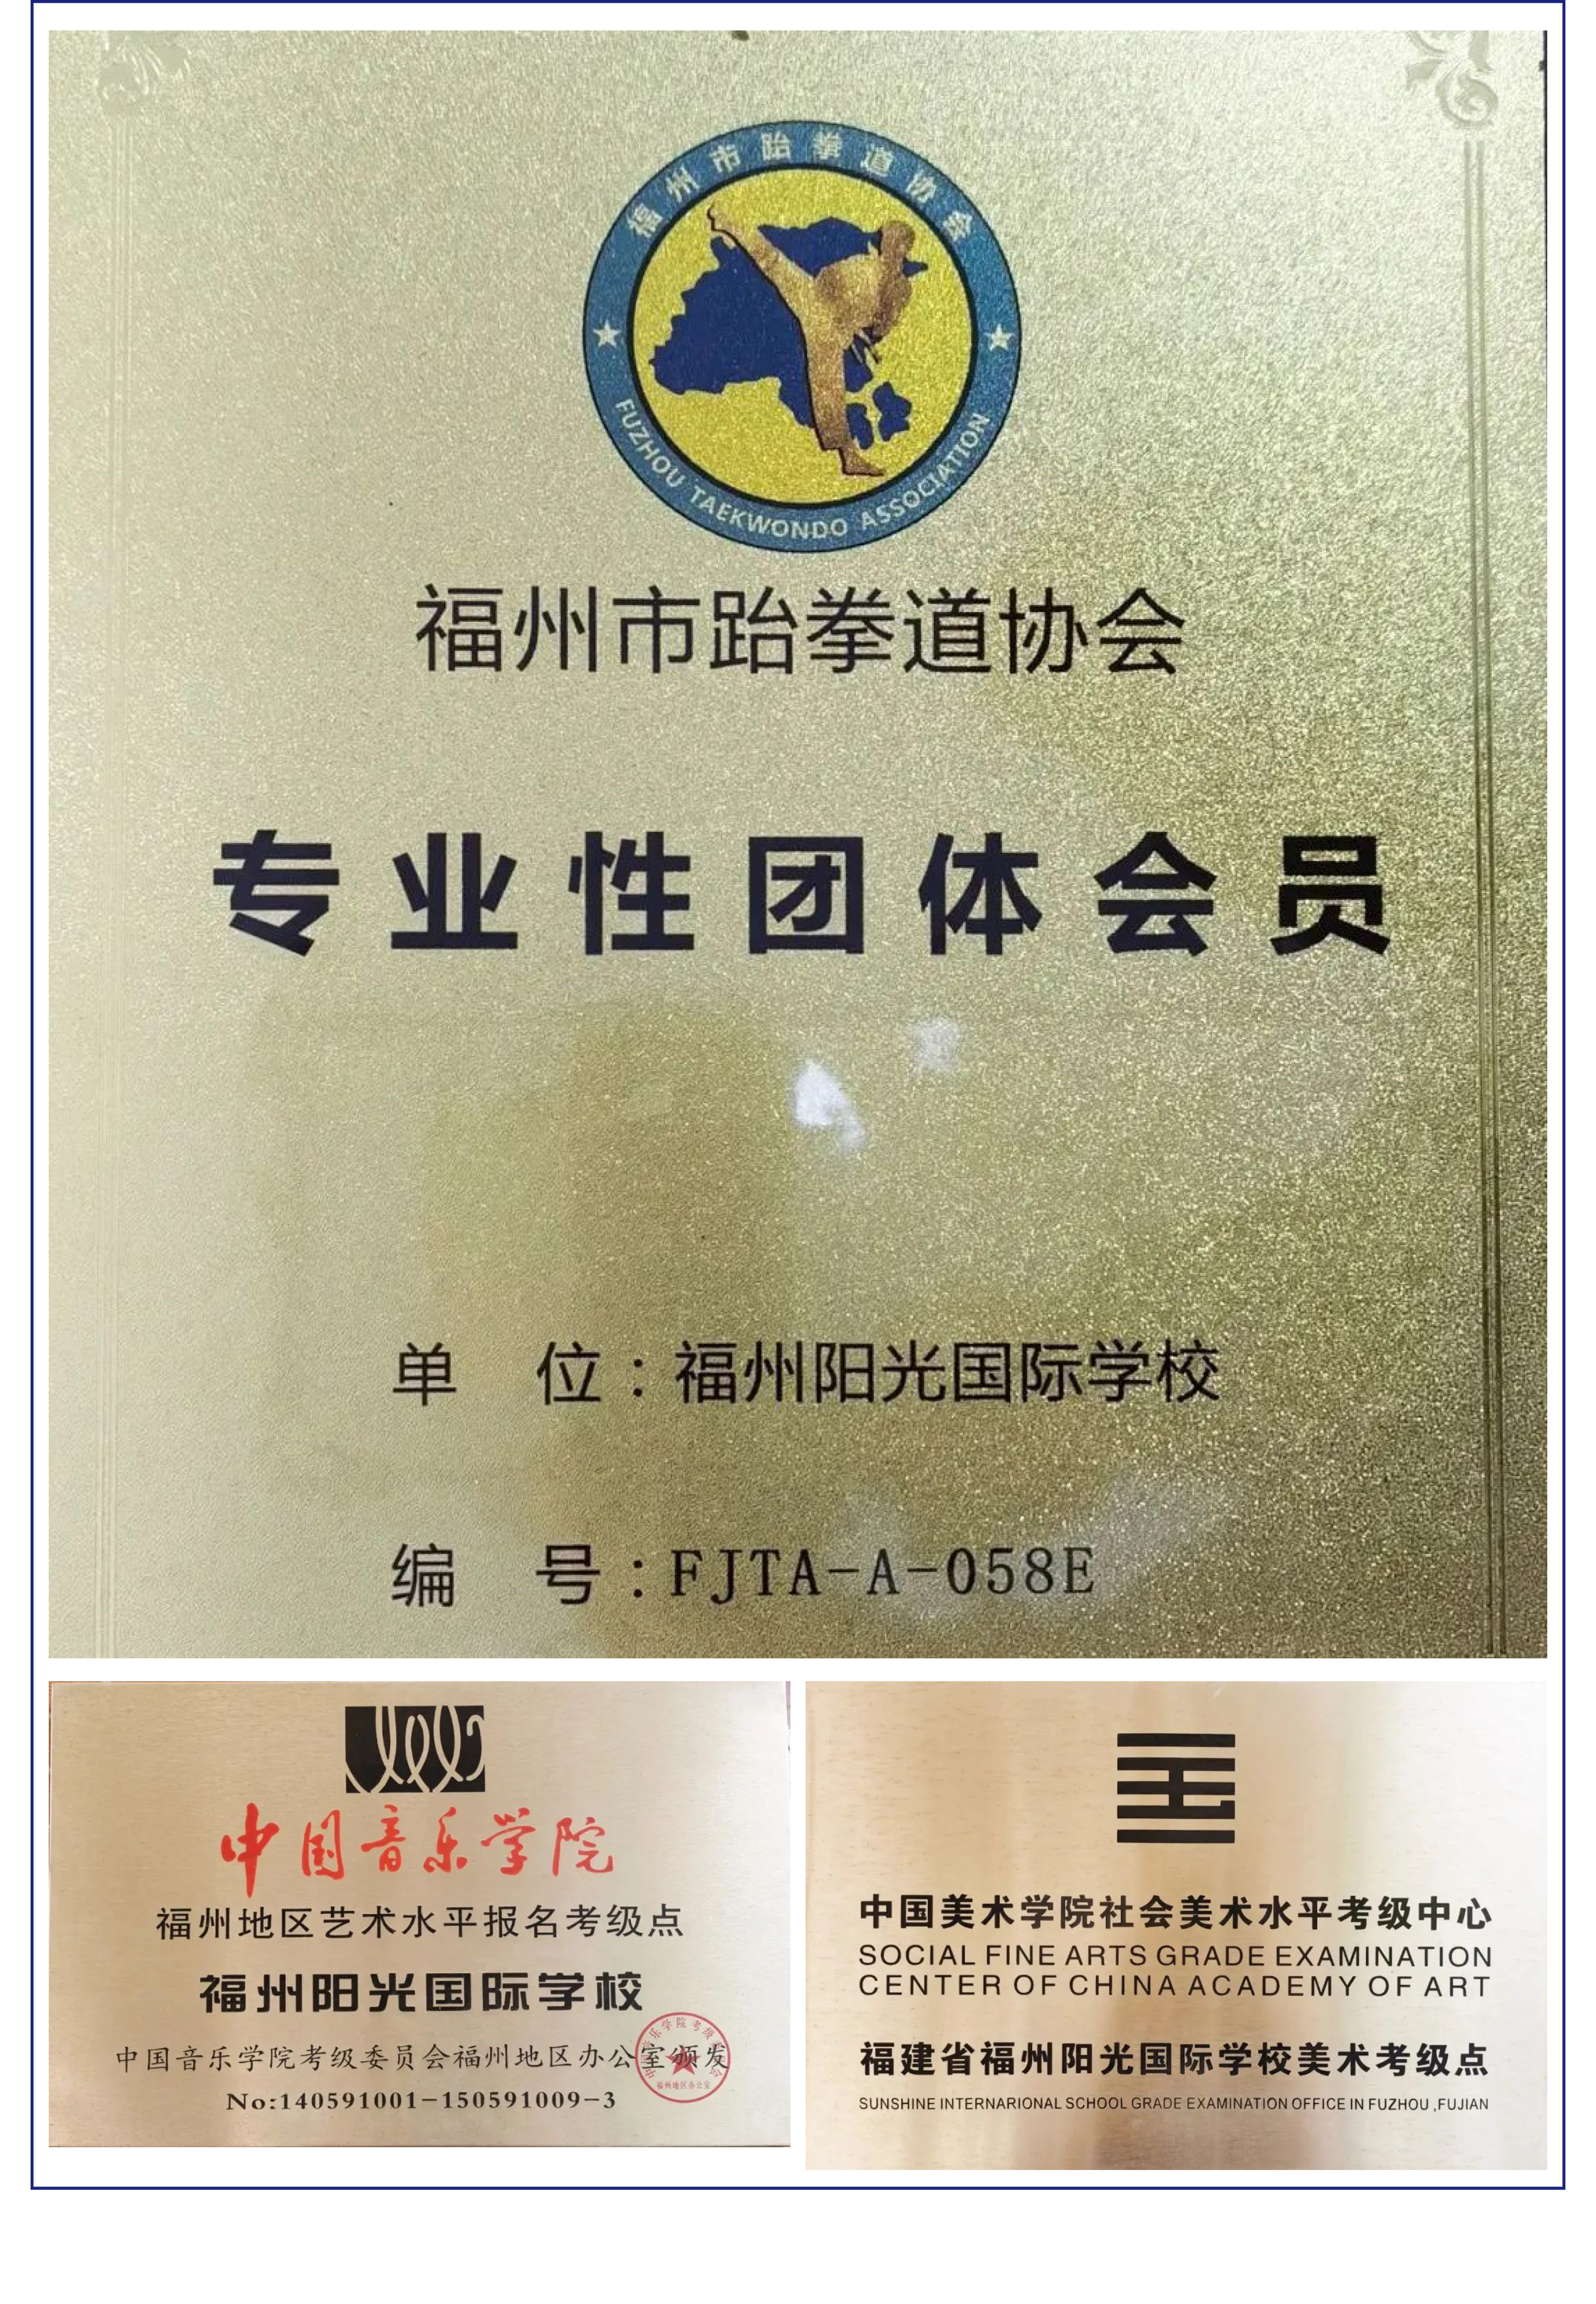 福州市跆拳道协会
FUZHOU TAEKWONDO ASSOCIATION
福州市跆拳道协会
专业性团体会员
单 位：福州阳光国际学校
编 号：FJTA-A-058E
中国音乐学院
福州地区艺术水平报名考级点
福州阳光国际学校
中国音乐学院考级委员会福州地区办公室颁发
No:140591001-150591009-3
福州地区办公室
中国美术学院社会美术水平考级中心
SOCIAL FINE ARTS GRADE EXAMINATION
CENTER OF CHINA ACADEMY OF ART
福建省福州阳光国际学校美术考级点
SUNSHINE INTERNARIONAL SCHOOL GRADE EXAMINATION OFFICE IN FUZHOU ,FUJIAN